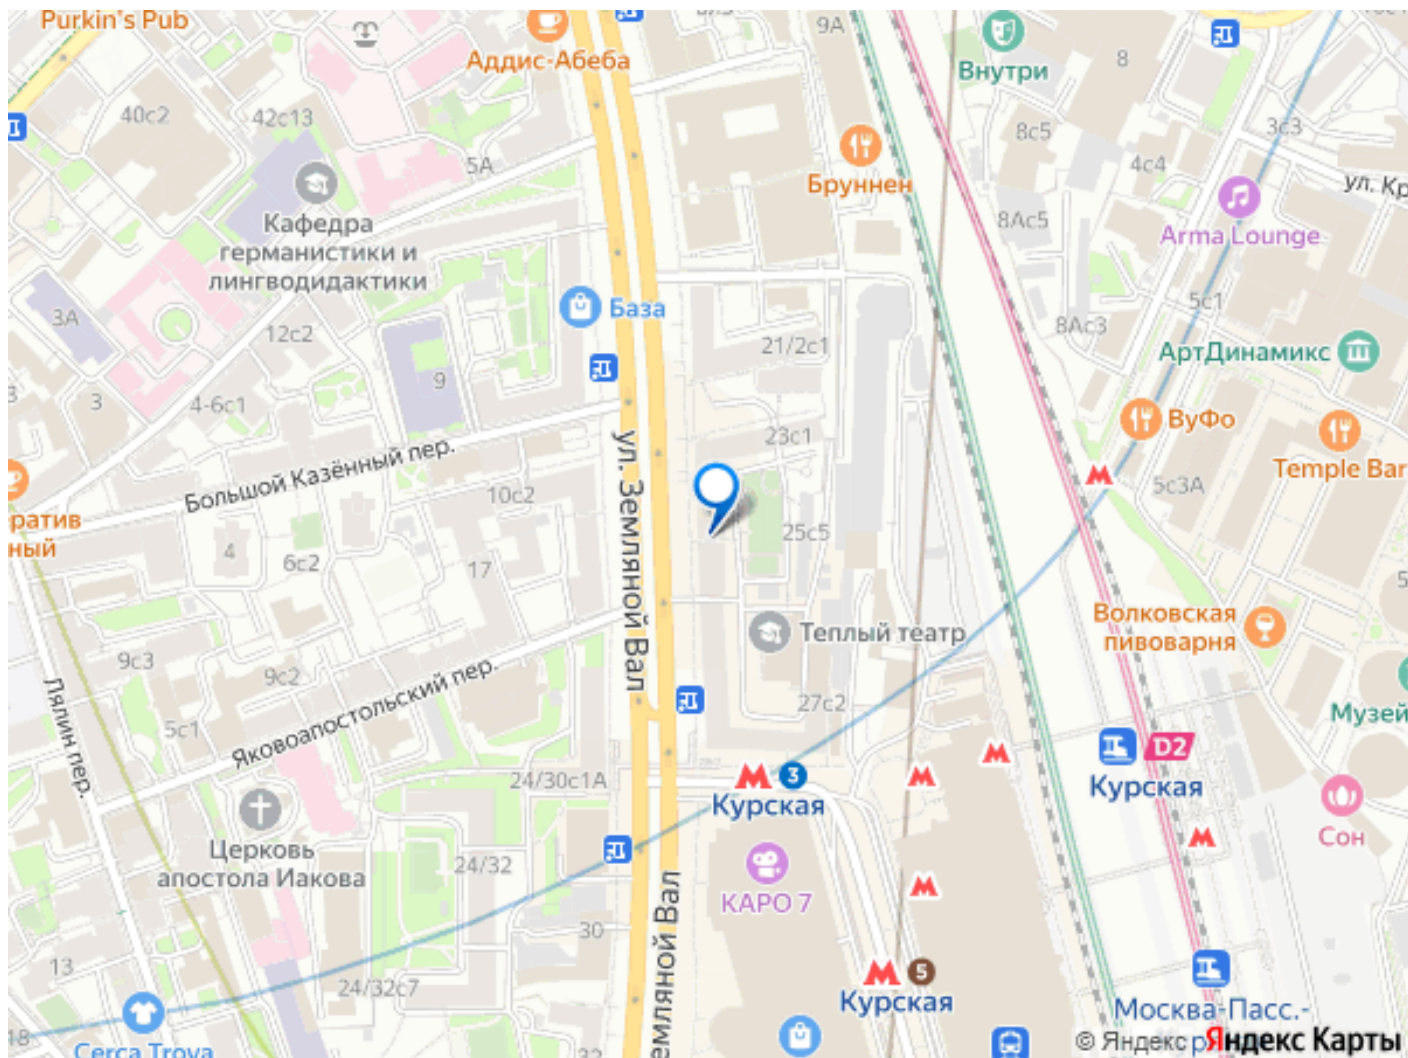 Purkin's Pub
Аддис-Абеба
9А
Внутри
8
40с2
42с13
8с5
3с3
5А
4с4
Бруннен
ул. Кр
Кафедра
германистики и
лингводидактики
8Ас5
Arma Lounge
База
5с1
3А
12с2
8Ас3
21/2с1
АртДинамикс
9
3
4-6с1
ВуФо
23с1
Temple Bar
Большой Казённый пер.
ул. Земляной Вал
10с2
5с3А
ратив
ный
4
6с2
25с5
17
Волковская
пивоварня
Теплый театр
9с3
9с2
Лялин пер.
Яковоапостольский пер.
27с2
5с1
Музей
D2
Курская
24/30с1А
3
Курская
Сон
Церковь
апостола Иакова
24/32
КАРО 7
Земляной Вал
30
13
24/32с7
5
Курская
Москва-Пасс.-
18
Cerca Trova
32
© Яндекс
Яндекс Карты